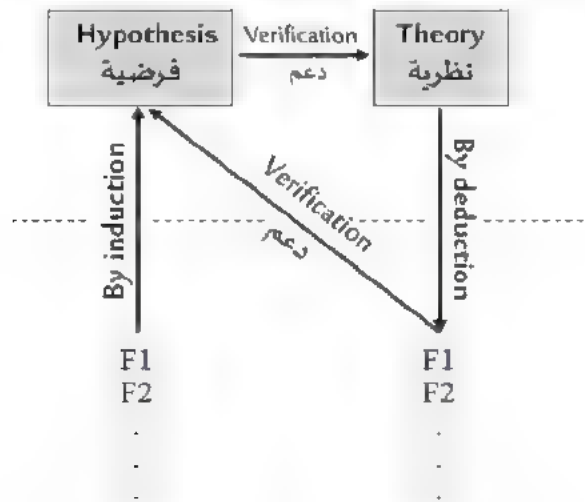 Hypothesis
فرضية
Verification
دعم
Theory
نظرية
By induction
Verification
دعم
By deduction
F1
F2
.
.
.
F1
F2
.
.
.